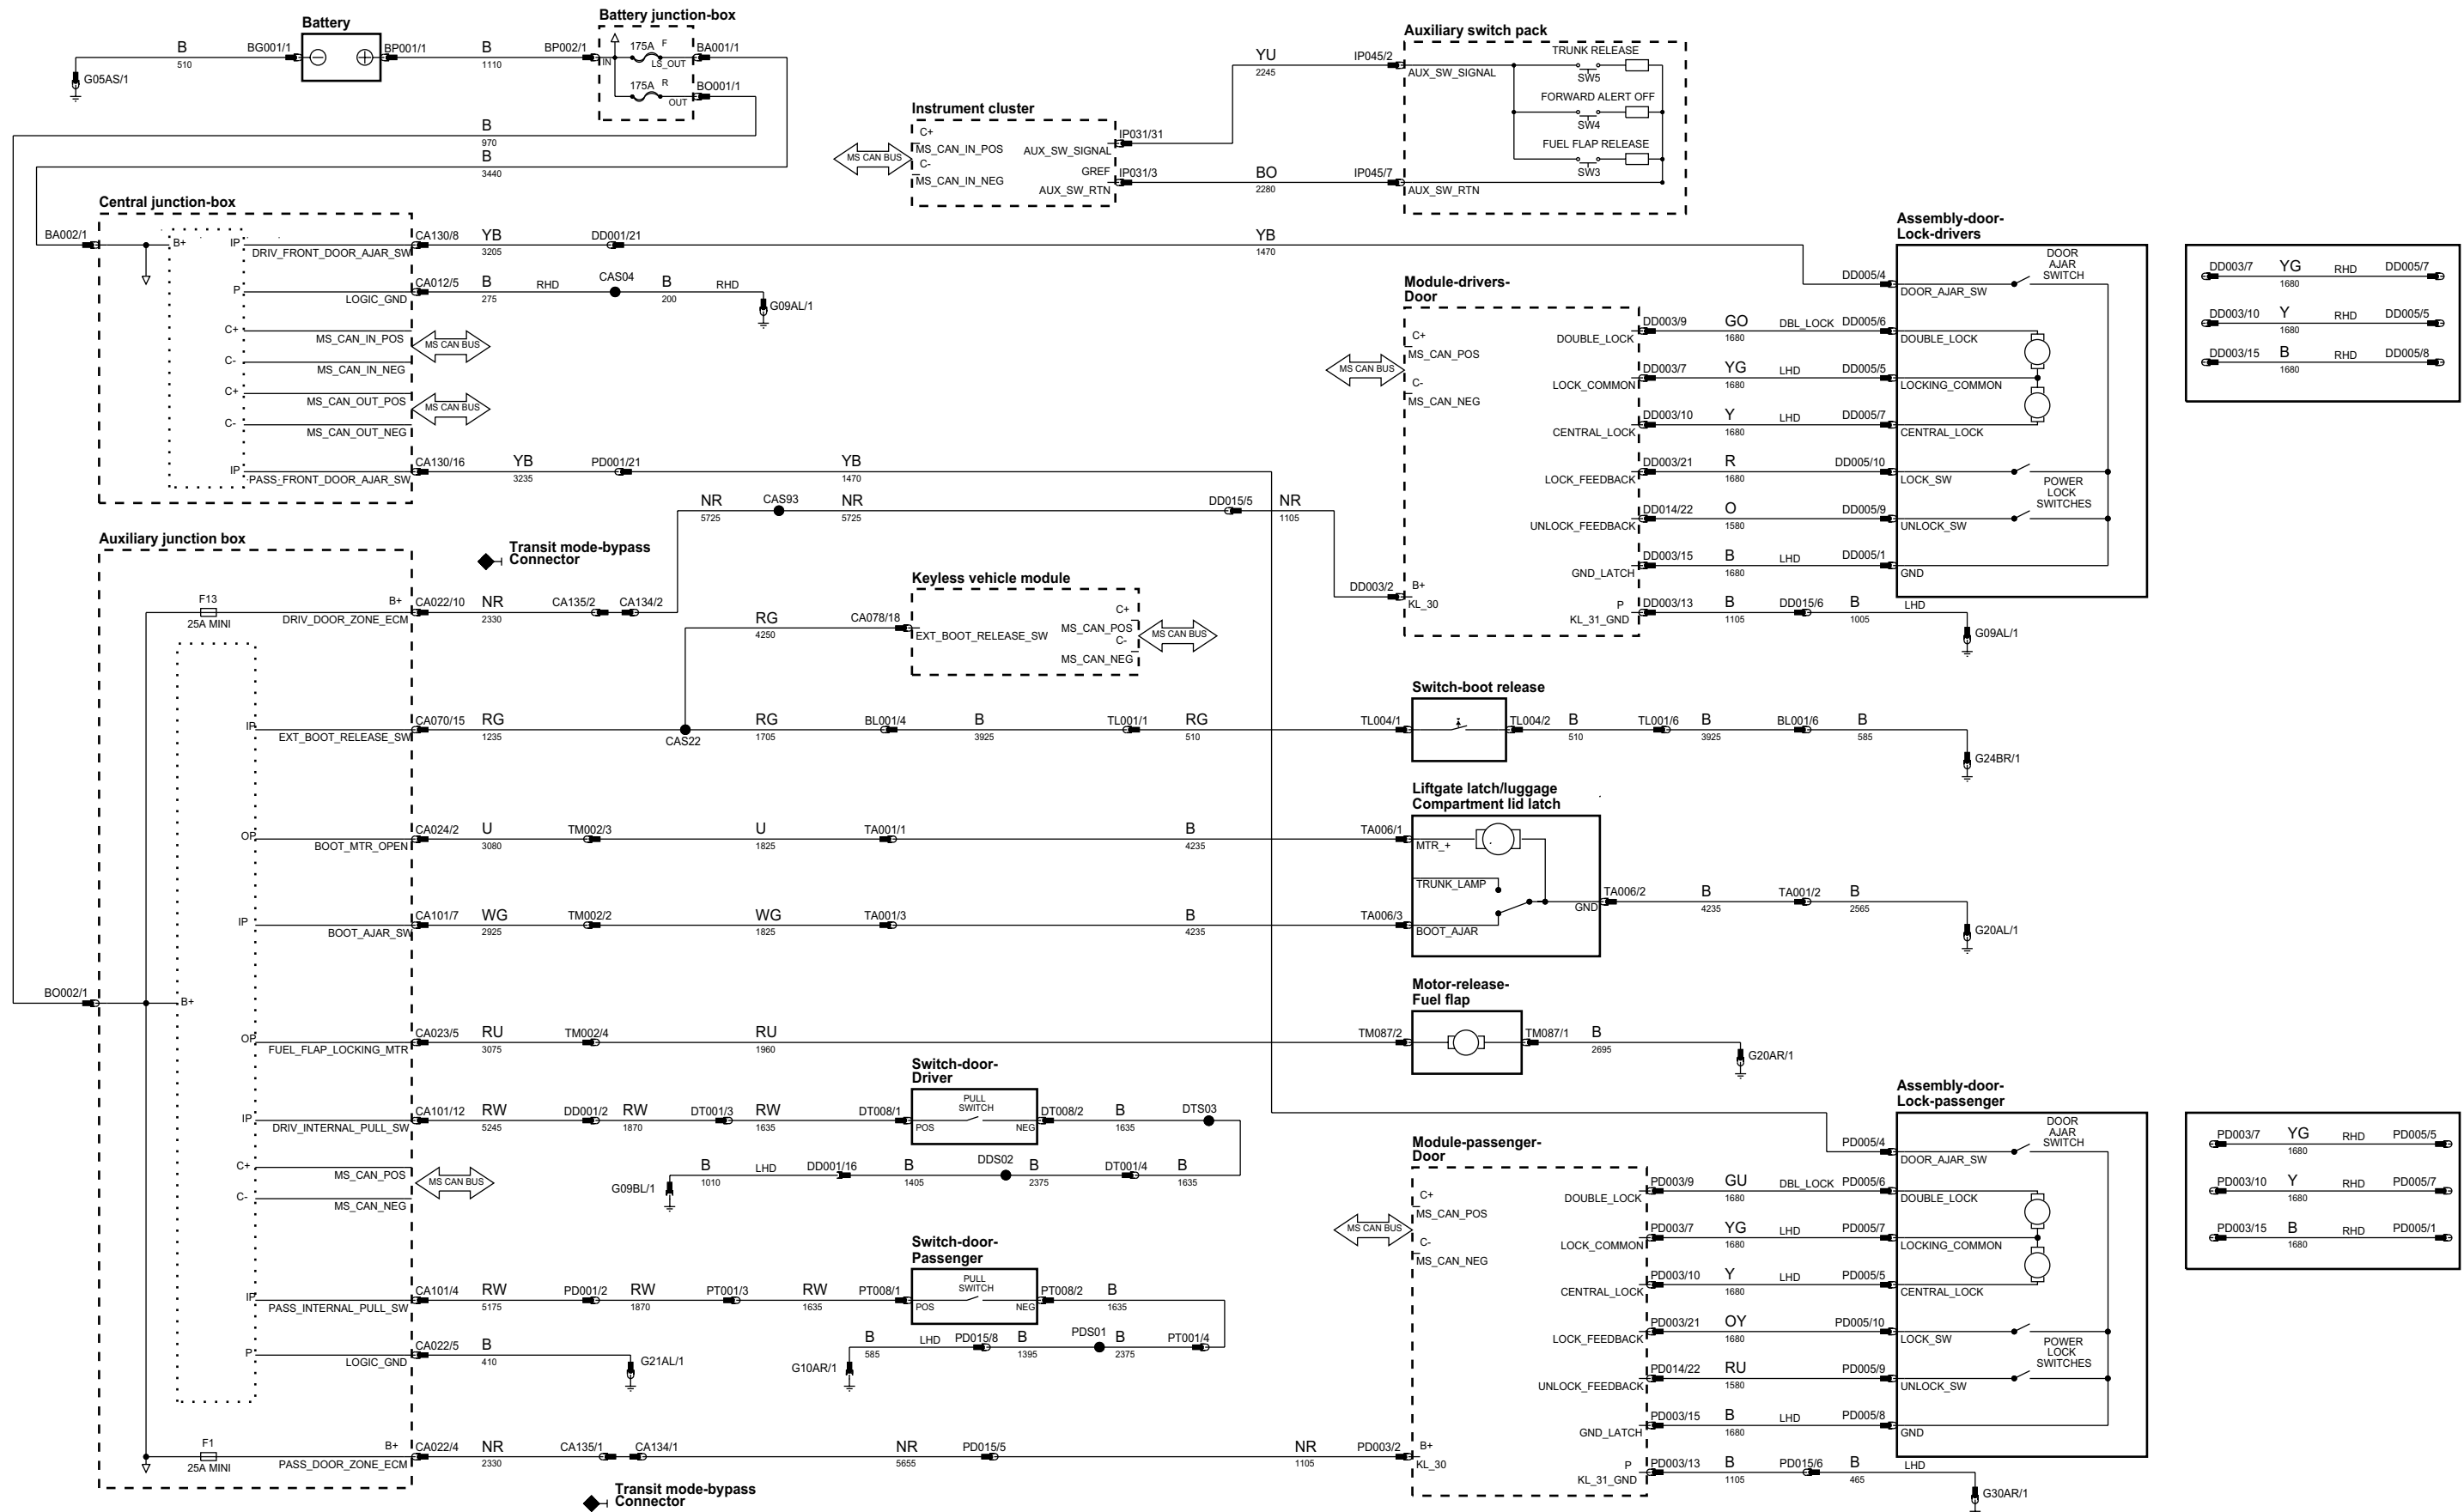 Battery
Battery junction-box
B
510
BG001/1
BP001/1
B
1110
BP002/1
175A F
IN
LS_OUT
BA001/1
175A R
OUT
BO001/1
G05AS/1
B
970
B
3440
Auxiliary switch pack
YU
2245
IP045/2
AUX_SW_SIGNAL
TRUNK RELEASE
SW5
FORWARD ALERT OFF
SW4
FUEL FLAP RELEASE
SW3
BO
2280
IP045/7
AUX_SW_RTN
Instrument cluster
MS CAN BUS
C+
MS_CAN_IN_POS
C-
MS_CAN_IN_NEG
AUX_SW_SIGNAL
IP031/31
GREF
AUX_SW_RTN
IP031/3
Central junction-box
BA002/1
B+
IP
DRIV_FRONT_DOOR_AJAR_SW
CA130/8
YB
3205
DD001/21
YB
1470
P
LOGIC_GND
CA012/5
B
275
RHD
CAS04
B
200
RHD
G09AL/1
C+
MS_CAN_IN_POS
C-
MS_CAN_IN_NEG
MS CAN BUS
C+
MS_CAN_OUT_POS
C-
MS_CAN_OUT_NEG
MS CAN BUS
IP
PASS_FRONT_DOOR_AJAR_SW
CA130/16
YB
3235
PD001/21
YB
1470
NR
5725
CAS93
NR
5725
DD015/5
NR
1105
Module-drivers-
Door
MS CAN BUS
C+
MS_CAN_POS
C-
MS_CAN_NEG
DOUBLE_LOCK
DD003/9
GO
1680
DBL_LOCK
DD005/6
LOCK_COMMON
DD003/7
YG
1680
LHD
DD005/5
CENTRAL_LOCK
DD003/10
Y
1680
LHD
DD005/7
LOCK_FEEDBACK
DD003/21
R
1680
DD005/10
UNLOCK_FEEDBACK
DD014/22
O
1580
DD005/9
GND_LATCH
DD003/15
B
1680
LHD
DD005/1
DD003/2
B+
KL_30
P
KL_31_GND
DD003/13
B
1105
DD015/6
B
1005
LHD
G09AL/1
Assembly-door-
Lock-drivers
DD005/4
DOOR_AJAR_SW
DOOR
AJAR
SWITCH
DOUBLE_LOCK
LOCKING_COMMON
CENTRAL_LOCK
LOCK_SW
POWER
LOCK
SWITCHES
UNLOCK_SW
GND
DD003/7
YG
1680
RHD
DD005/7
DD003/10
Y
1680
RHD
DD005/5
DD003/15
B
1680
RHD
DD005/8
Auxiliary junction box
Transit mode-bypass
Connector
F13
25A MINI
B+
DRIV_DOOR_ZONE_ECM
CA022/10
NR
2330
CA135/2
CA134/2
Keyless vehicle module
RG
4250
CA078/18
EXT_BOOT_RELEASE_SW
C+
MS_CAN_POS
C-
MS_CAN_NEG
MS CAN BUS
IP
EXT_BOOT_RELEASE_SW
CA070/15
RG
1235
CAS22
RG
1705
BL001/4
B
3925
TL001/1
RG
510
Switch-boot release
TL004/1
TL004/2
B
510
TL001/6
B
3925
BL001/6
B
585
G24BR/1
OP
BOOT_MTR_OPEN
CA024/2
U
3080
TM002/3
U
1825
TA001/1
B
4235
Liftgate latch/luggage
Compartment lid latch
TA006/1
MTR_+
TRUNK_LAMP
GND
TA006/2
B
4235
TA001/2
B
2565
G20AL/1
IP
BOOT_AJAR_SW
CA101/7
WG
2925
TM002/2
WG
1825
TA001/3
B
4235
TA006/3
BOOT_AJAR
BO002/1
B+
OP
FUEL_FLAP_LOCKING_MTR
CA023/5
RU
3075
TM002/4
RU
1960
Motor-release-
Fuel flap
TM087/2
TM087/1
B
2695
G20AR/1
Switch-door-
Driver
IP
DRIV_INTERNAL_PULL_SW
CA101/12
RW
5245
DD001/2
RW
1870
DT001/3
RW
1635
DT008/1
PULL
SWITCH
POS
NEG
DT008/2
B
1635
DTS03
G09BL/1
B
1010
LHD
DD001/16
B
1405
DDS02
B
2375
DT001/4
B
1635
C+
MS_CAN_POS
C-
MS_CAN_NEG
MS CAN BUS
Switch-door-
Passenger
IP
PASS_INTERNAL_PULL_SW
CA101/4
RW
5175
PD001/2
RW
1870
PT001/3
RW
1635
PT008/1
PULL
SWITCH
POS
NEG
PT008/2
B
1635
G10AR/1
B
585
LHD
PD015/8
B
1395
PDS01
B
2375
PT001/4
P
LOGIC_GND
CA022/5
B
410
G21AL/1
F1
25A MINI
B+
PASS_DOOR_ZONE_ECM
CA022/4
NR
2330
CA135/1
CA134/1
NR
5655
PD015/5
NR
1105
PD003/2
Transit mode-bypass
Connector
Module-passenger-
Door
MS CAN BUS
C+
MS_CAN_POS
C-
MS_CAN_NEG
DOUBLE_LOCK
PD003/9
GU
1680
DBL_LOCK
PD005/6
LOCK_COMMON
PD003/7
YG
1680
LHD
PD005/7
CENTRAL_LOCK
PD003/10
Y
1680
LHD
PD005/5
LOCK_FEEDBACK
PD003/21
OY
1680
PD005/10
UNLOCK_FEEDBACK
PD014/22
RU
1580
PD005/9
GND_LATCH
PD003/15
B
1680
LHD
PD005/8
B+
KL_30
P
KL_31_GND
PD003/13
B
1105
PD015/6
B
465
LHD
G30AR/1
Assembly-door-
Lock-passenger
PD005/4
DOOR_AJAR_SW
DOOR
AJAR
SWITCH
DOUBLE_LOCK
LOCKING_COMMON
CENTRAL_LOCK
LOCK_SW
POWER
LOCK
SWITCHES
UNLOCK_SW
GND
PD003/7
YG
1680
RHD
PD005/5
PD003/10
Y
1680
RHD
PD005/7
PD003/15
B
1680
RHD
PD005/1